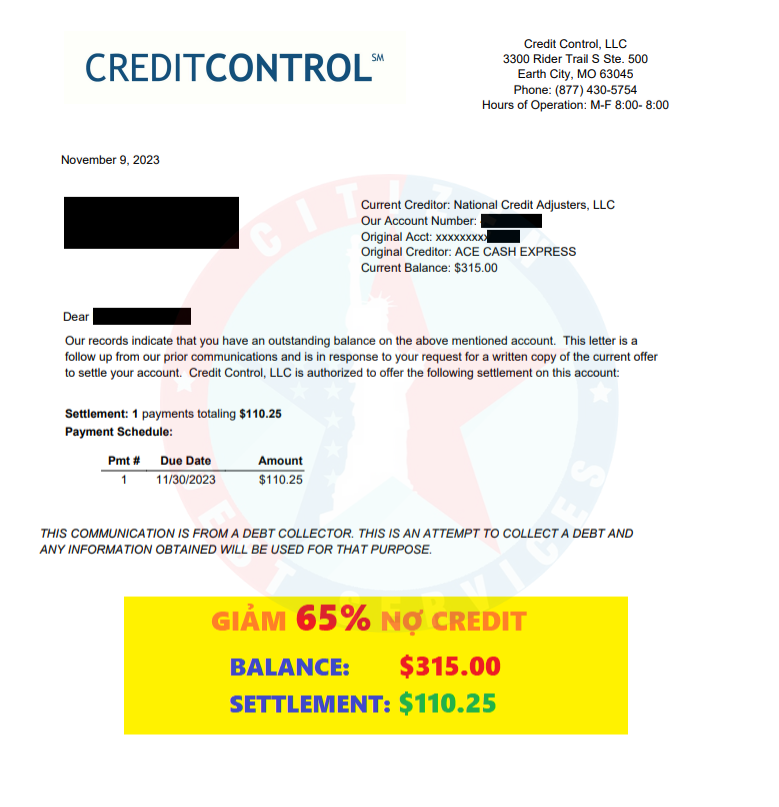 CREDITCONTROL SM
Credit Control, LLC
3300 Rider Trail S Ste. 500
Earth City, MO 63045
Phone: (877) 430-5754
Hours of Operation: M-F 8:00- 8:00
November 9, 2023
Current Creditor: National Credit Adjusters, LLC
Our Account Number:
Original Acct: xxxxxxxxx
Original Creditor: ACE CASH EXPRESS
Current Balance: $315.00
Dear
Our records indicate that you have an outstanding balance on the above mentioned account. This letter is a
follow up from our prior communications and is in response to your request for a written copy of the current offer
to settle your account. Credit Control, LLC is authorized to offer the following settlement on this account:
Settlement: 1 payments totaling $110.25
Payment Schedule:
Pmt # Due Date Amount
1 11/30/2023 $110.25
THIS COMMUNICATION IS FROM A DEBT COLLECTOR. THIS IS AN ATTEMPT TO COLLECT A DEBT AND
ANY INFORMATION OBTAINED WILL BE USED FOR THAT PURPOSE.
GIẢM 65% NỢ CREDIT
BALANCE: $315.00
SETTLEMENT: $110.25